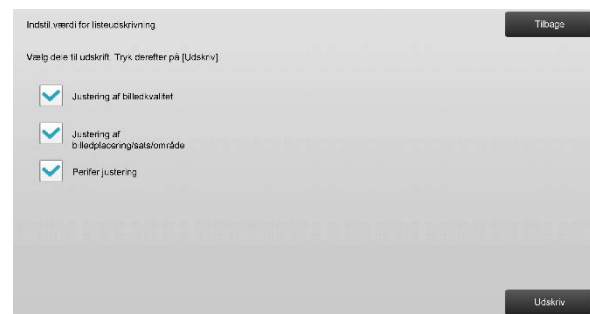 Indstil.værdi for listeudskrivning.
Tilbage
Vælg dele til udskrift. Tryk derefter på [Udskriv]
Justering af billedkvalitet
Justering af
billedplacering/sats/område
Perifer justering
Udskriv